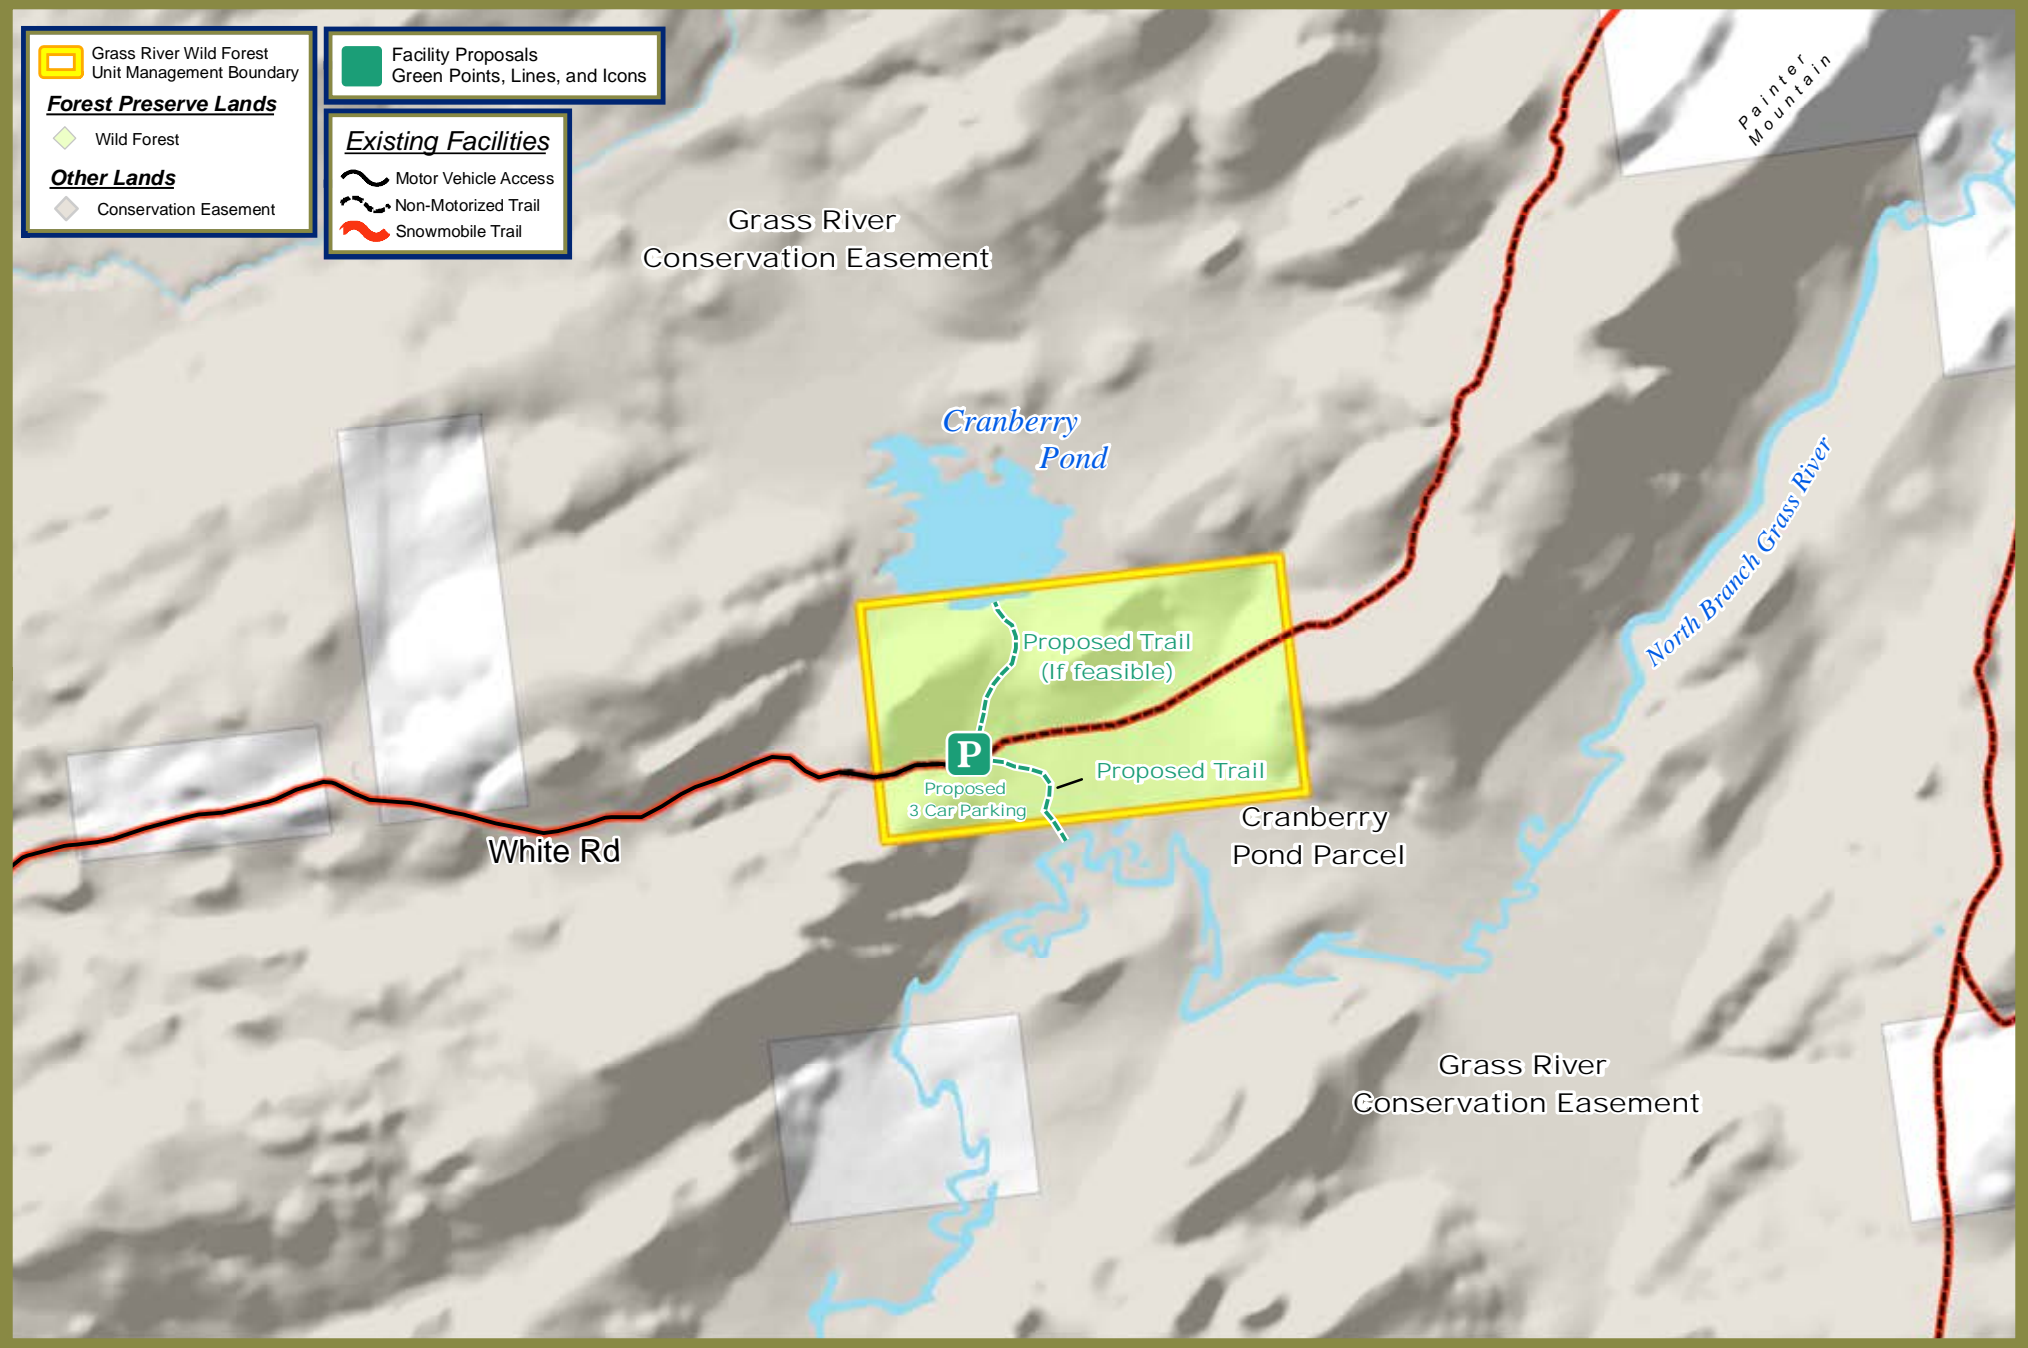 Grass River Wild Forest
Unit Management Boundary
Forest Preserve Lands
Wild Forest
Other Lands
Conservation Easement
Facility Proposals
Green Points, Lines, and Icons
Existing Facilities
Motor Vehicle Access
Non-Motorized Trail
Snowmobile Trail
Painter
Mountain
Grass River
Conservation Easement
Cranberry
Pond
North Branch Grass River
Proposed Trail
(If feasible)
P
Proposed
3 Car Parking
Proposed Trail
Cranberry
Pond Parcel
White Rd
Grass River
Conservation Easement